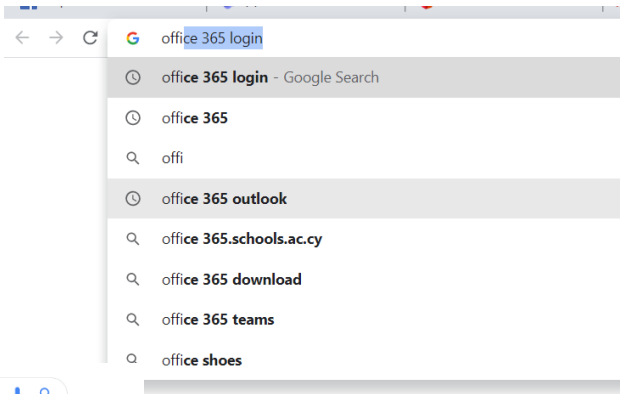 office 365 login
office 365 login - Google Search
office 365
offi
office 365 outlook
office 365.schools.ac.cy
office 365 download
office 365 teams
office shoes